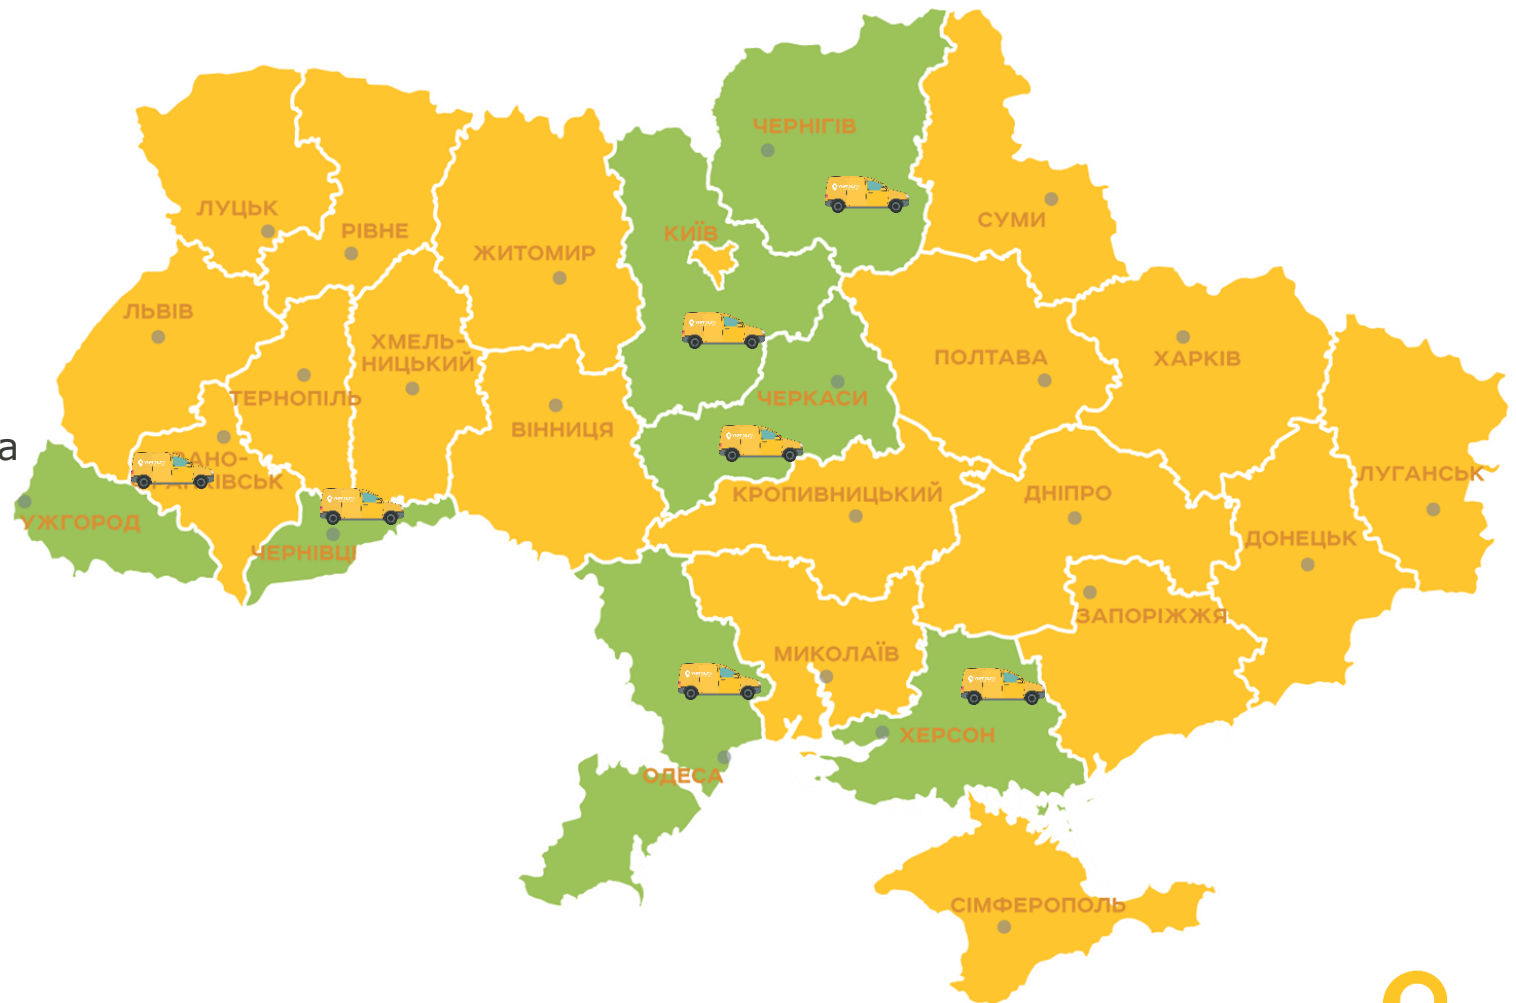 ЧЕРНІГІВ
ЛУЦЬК
СУМИ
РІВНЕ
КИЇВ
ЖИТОМИР
ЛЬВІВ
ХМЕЛЬ-
НИЦЬКИЙ
ПОЛТАВА
ХАРКІВ
ТЕРНОПІЛЬ
ЧЕРКАСИ
ВІННИЦЯ
а
ЛУГАНСЬК
КРОПИВНИЦЬКИЙ
ДНІПРО
УЖГОРОД
ДОНЕЦЬК
ЧЕРНІВЦІ
ЗАПОРІЖЖЯ
МИКОЛАЇВ
ХЕРСОН
ОДЕСА
СІМФЕРОПОЛЬ